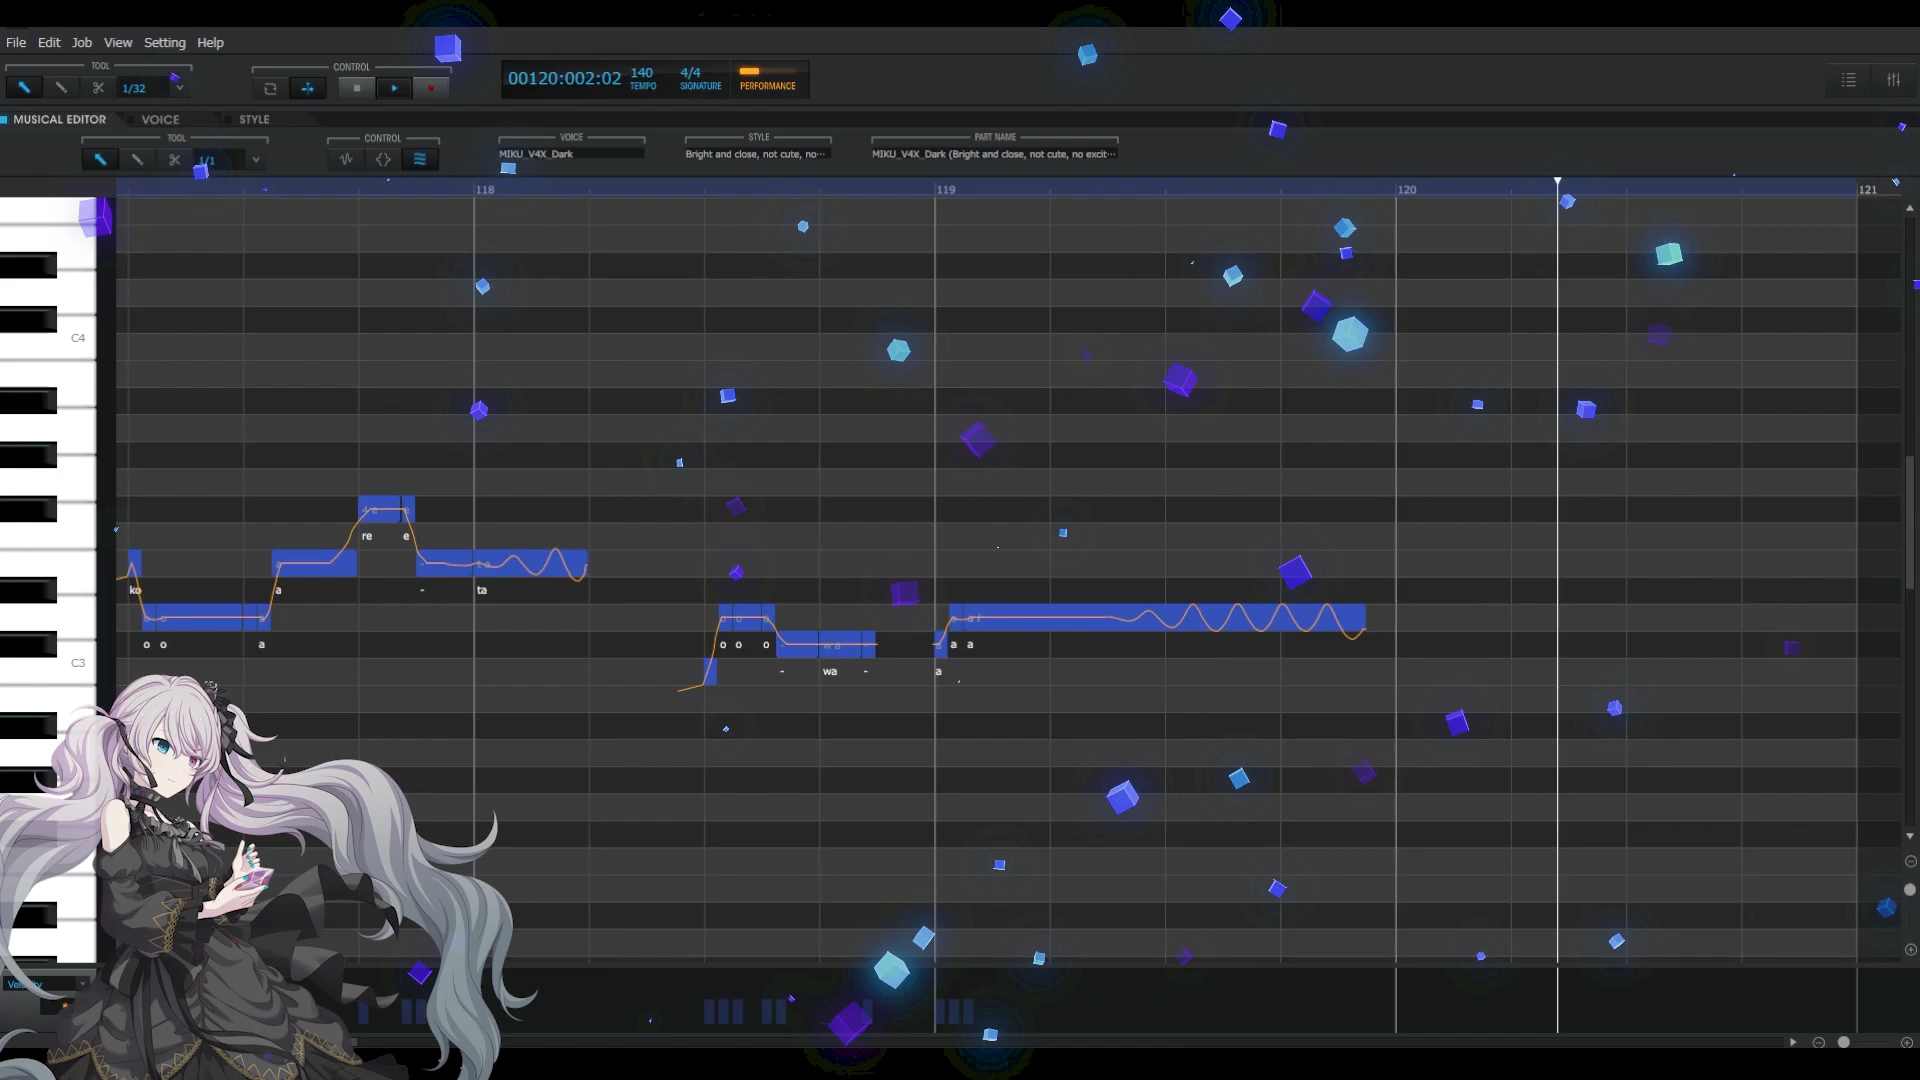 File Edit Job View Setting Help
TOOL CONTROL
1/32
00120:002:02 140 4/4
TEMPO SIGNATURE PERFORMANCE
MUSICAL EDITOR VOICE STYLE
TOOL CONTROL VOICE STYLE PART NAME
1/1 MIKU_V4X_Dark Bright and close, not cute, no⋯ MIKU_V4X_Dark (Bright and close, not cute, no excit⋯
118 119 120 121
C4
re e
ko a - ta
o o a o o o a a
C3
- wa - a
Velocity